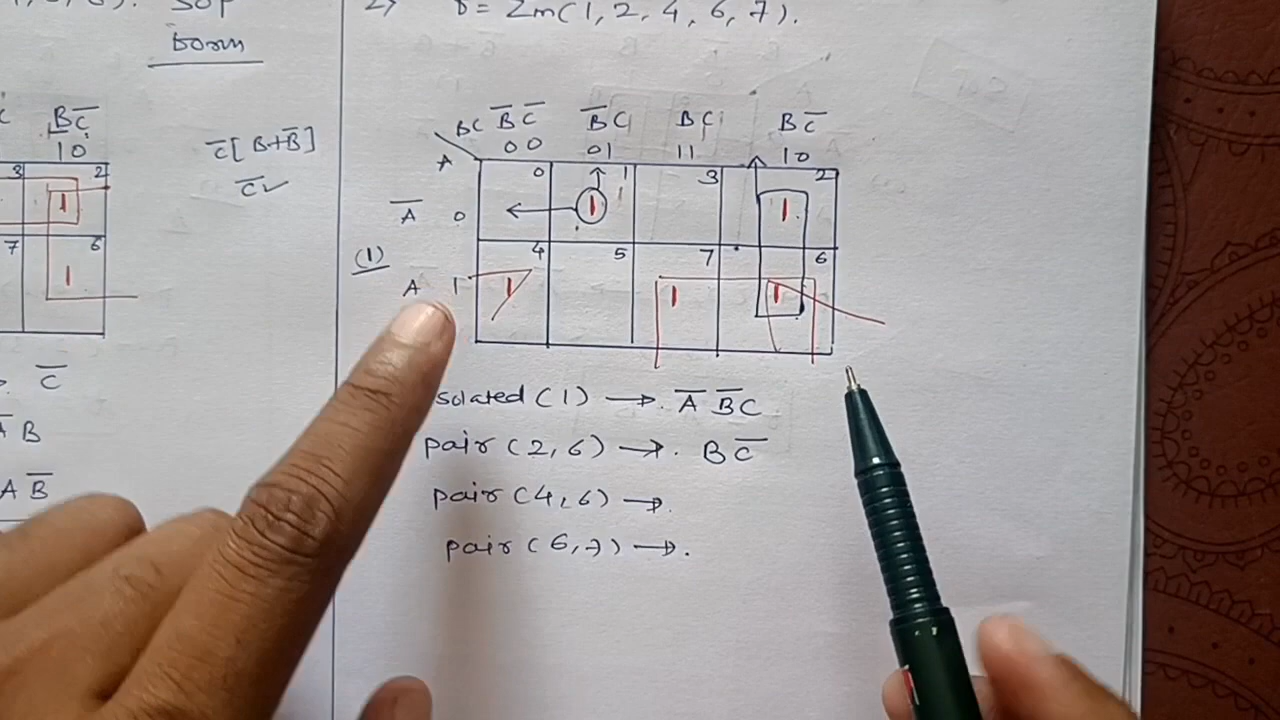 SOP
form
2) Y = Σm(1, 2, 4, 6, 7).
BC̅
10
3 2
1
7 6
1
C̅[B+B̅]
C̅✓
C̅
A̅B
AB̅
BC B̅C̅ B̅C BC BC̅
A 00 01 11 10
0 1 3 2
A̅ 0 1 1 1
(1)
4 5 7 6
A 1 1 1 1
solated (1) → A̅B̅C
pair (2,6) → BC̅
pair (4,6) →
pair (6,7) →